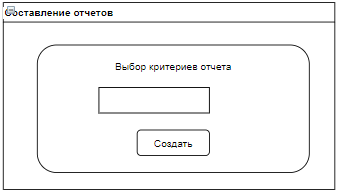 Составление отчетов
Выбор критериев отчета
Создать